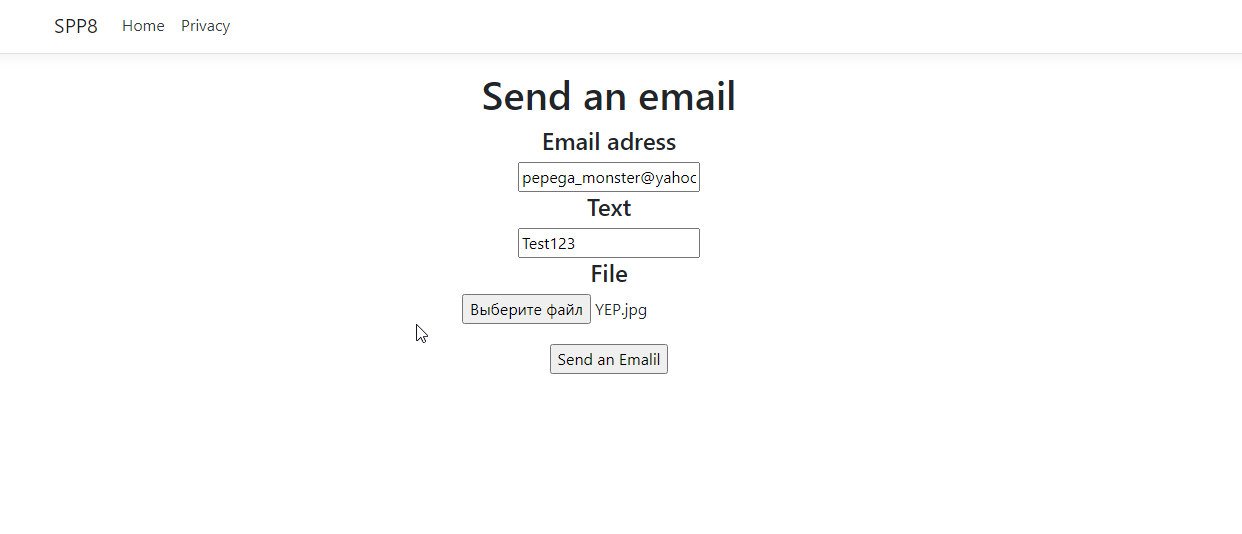 SPP8 Home Privacy
Send an email
Email adress
pepega_monster@yahoc
Text
Test123
File
Выберите файл YEP.jpg
Send an Emalil